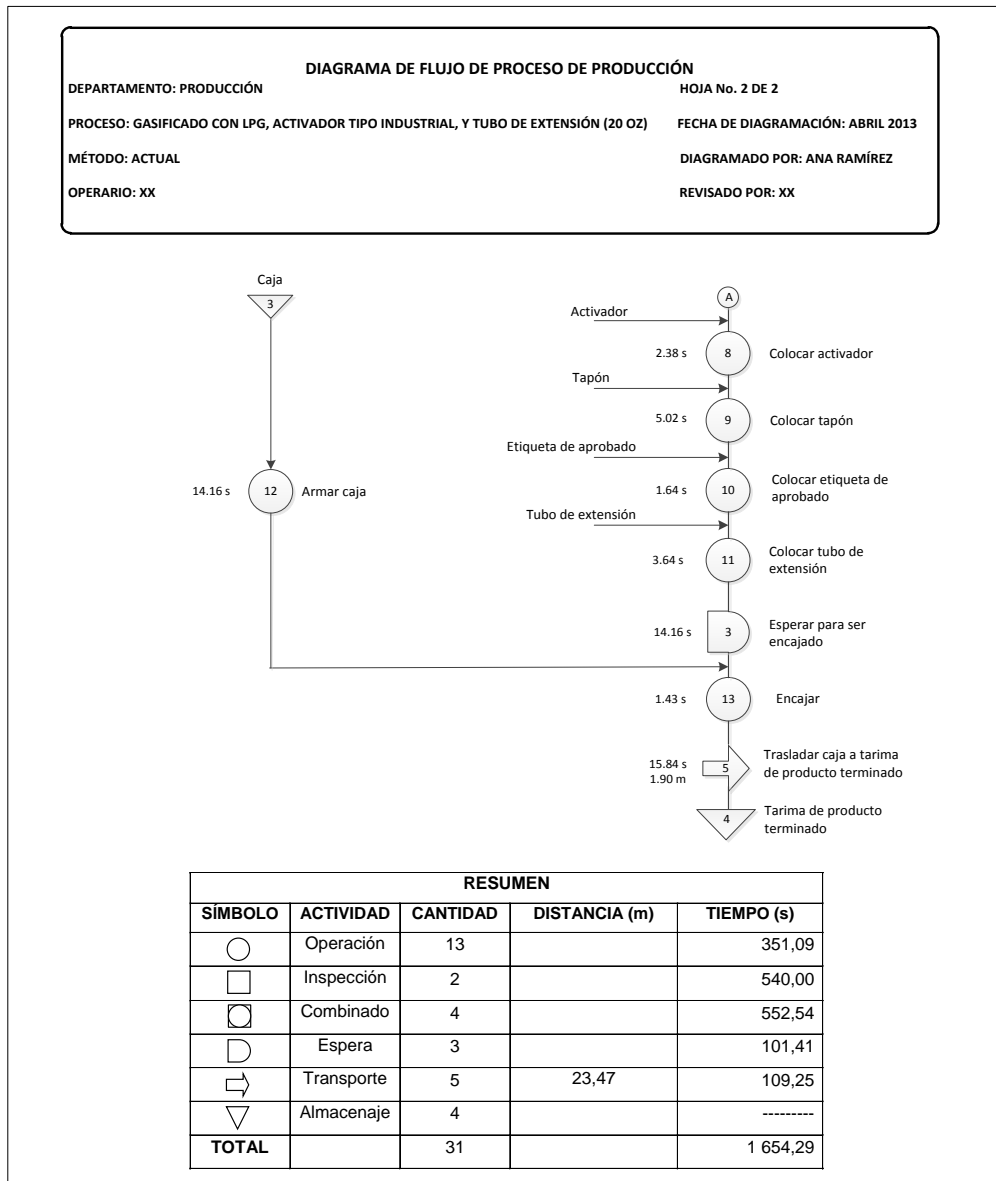 DIAGRAMA DE FLUJO DE PROCESO DE PRODUCCIÓN
DEPARTAMENTO: PRODUCCIÓN HOJA No. 2 DE 2
PROCESO: GASIFICADO CON LPG, ACTIVADOR TIPO INDUSTRIAL, Y TUBO DE EXTENSIÓN (20 OZ) FECHA DE DIAGRAMACIÓN: ABRIL 2013
MÉTODO: ACTUAL DIAGRAMADO POR: ANA RAMÍREZ
OPERARIO: XX REVISADO POR: XX
Caja
3
A
Activador
2.38 s 8 Colocar activador
Tapón
5.02 s 9 Colocar tapón
Etiqueta de aprobado
14.16 s 12 Armar caja
1.64 s 10 Colocar etiqueta de
aprobado
Tubo de extensión
3.64 s 11 Colocar tubo de
extensión
14.16 s 3 Esperar para ser
encajado
1.43 s 13 Encajar
15.84 s
1.90 m
5
Trasladar caja a tarima
de producto terminado
4
Tarima de producto
terminado
RESUMEN
SÍMBOLO ACTIVIDAD CANTIDAD DISTANCIA (m) TIEMPO (s)
Operación 13 351,09
Inspección 2 540,00
Combinado 4 552,54
Espera 3 101,41
Transporte 5 23,47 109,25
Almacenaje 4 ---------
TOTAL 31 1 654,29